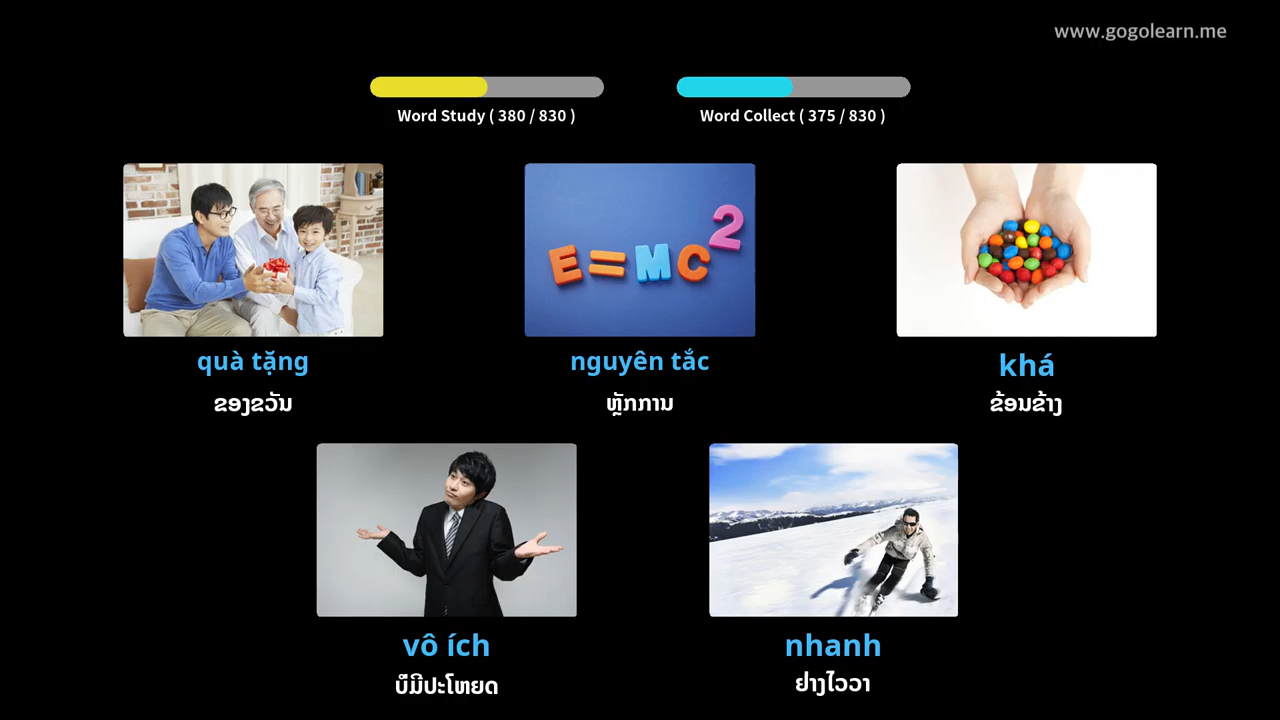 www.gogolearn.me
Word Study ( 380 / 830 )
Word Collect ( 375 / 830 )
E=MC2
quà tặng
ຂອງຂວັນ
nguyên tắc
ຫຼັກການ
khá
ຂ້ອນຂ້າງ
vô ích
ບໍ່ມີປະໂຫຍດ
nhanh
ຢ່າງໄວວາ